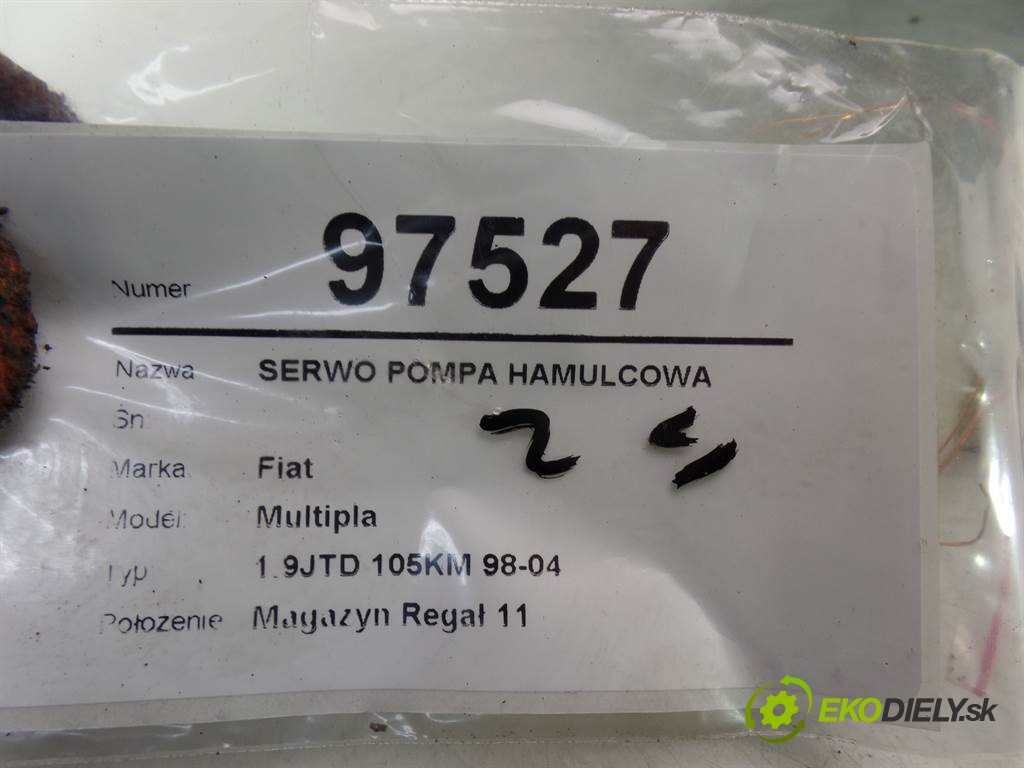 Numer 97527
Nazwa SERWO POMPA HAMULCOWA
Sn
Marka Fiat
Model: Multipla
Typ 1.9JTD 105KM 98-04
Położenie Magazyn Regał 11
EKODIELY.sk